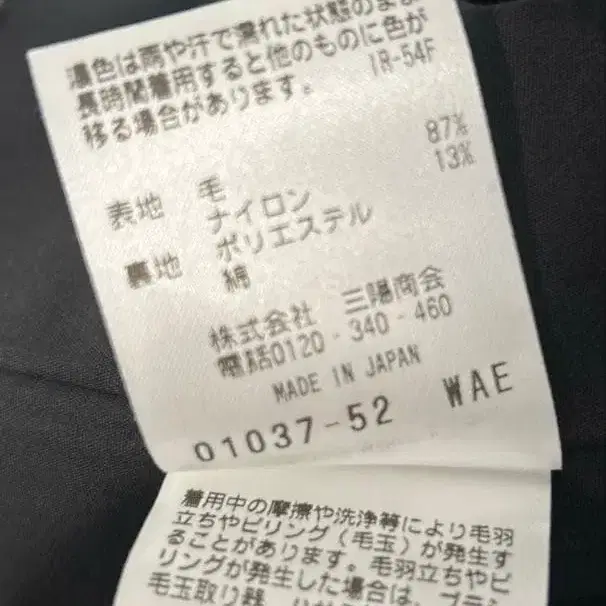 濃色は雨や汗で濡れた状態のまま
長時間着用すると他のものに色が
移る場合があります。 IR-54F
表地 毛 87%
ナイロン 13%
裏地 ポリエステル
綿
株式会社 三陽商会
電話0120-340-460
MADE IN JAPAN
01037-52 WAE
着用中の摩擦や洗浄等により毛羽
立ちやピリング(毛玉)が発生す
ることがあります。毛羽立ちやピ
リングが発生した場合は、ブラシ
毛玉取り器、